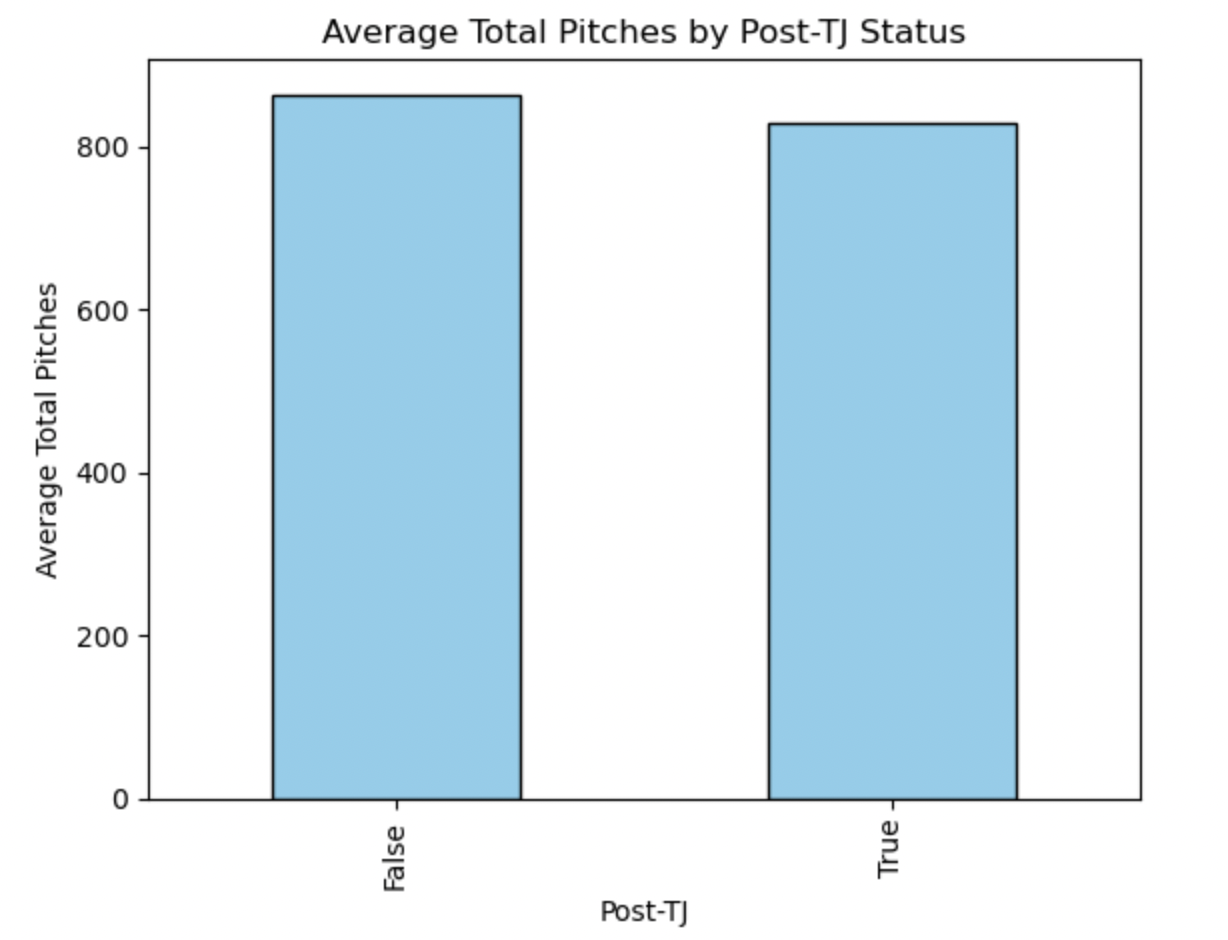 Average Total Pitches by Post-TJ Status
Average Total Pitches
800
600
400
200
0
False
True
Post-TJ